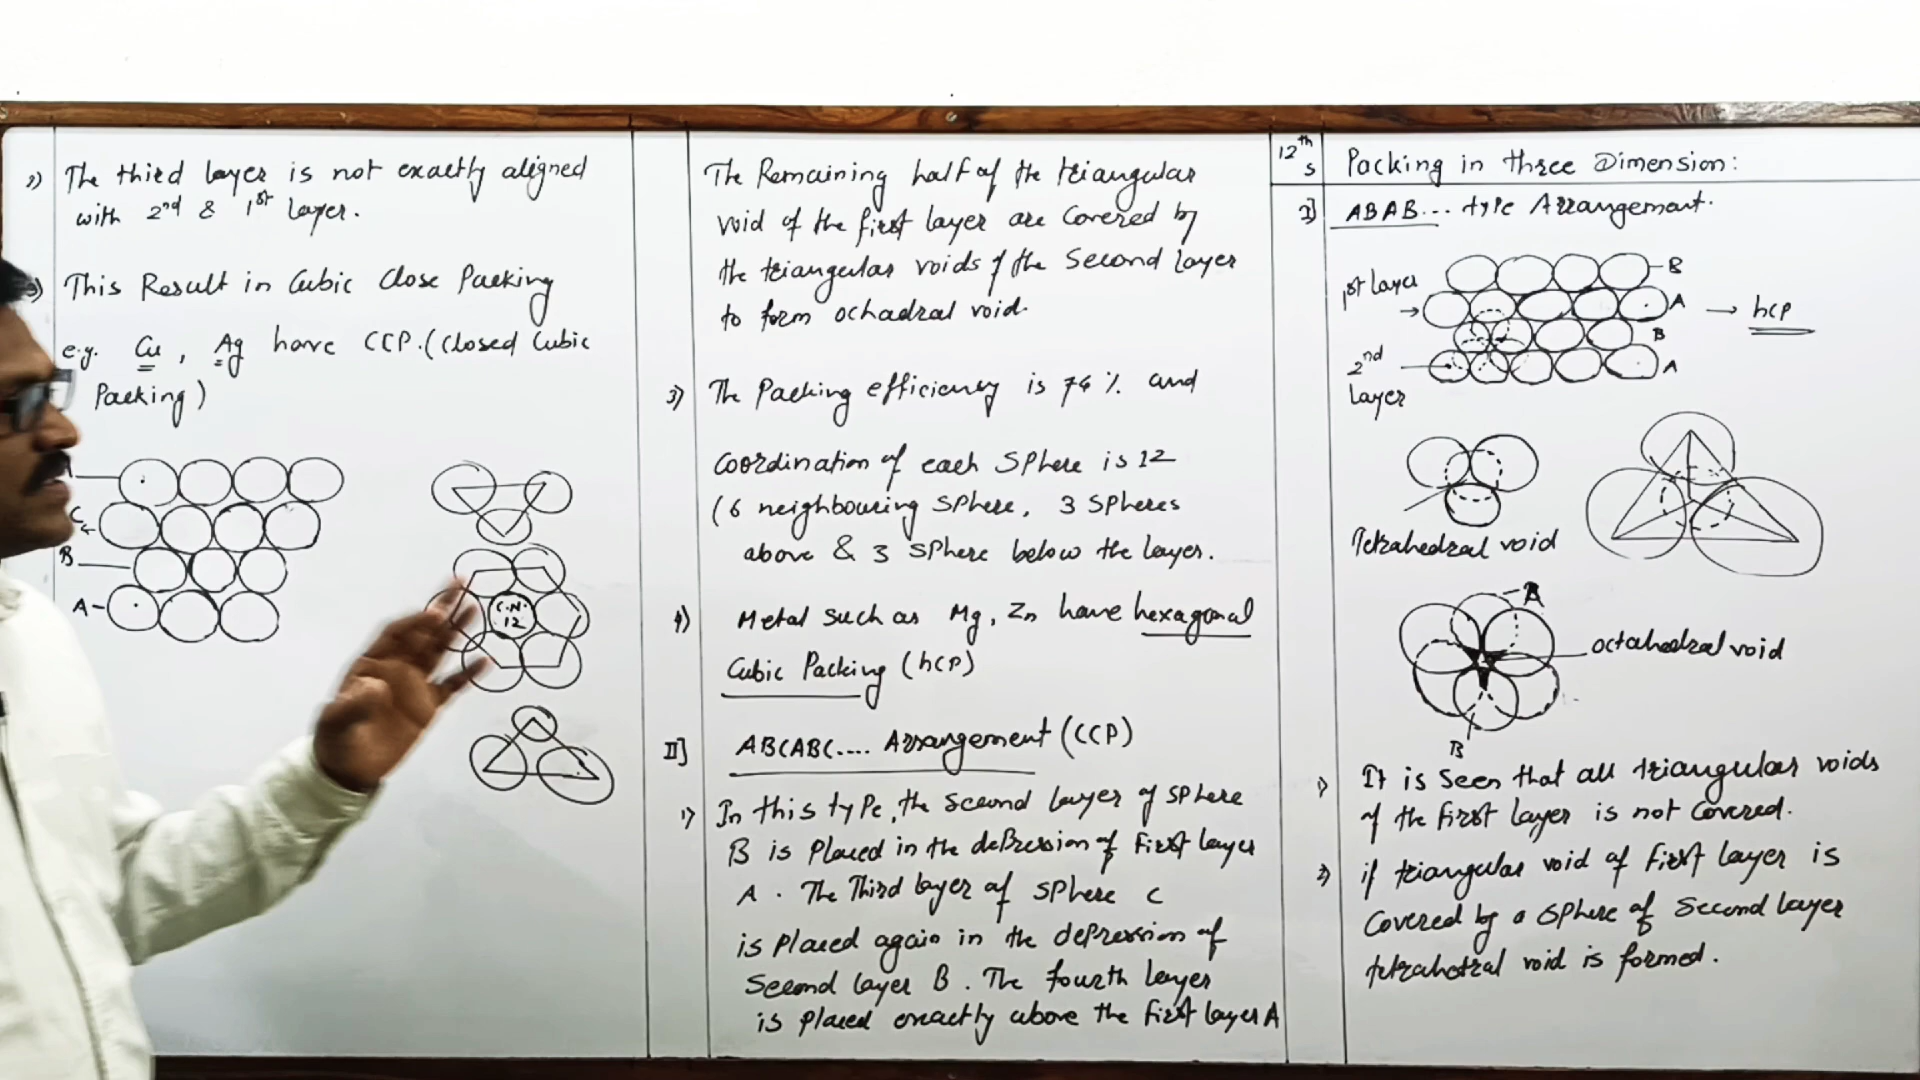 12th
S
Packing in three Dimension:
I] ABAB... type Arrangement.
1st layer
B
A
→ hcp
B
2nd
layer
A
Tetrahedral void
B
octahedral void
B
1) It is Seen that all triangular voids
of the first layer is not covered.
2) if triangular void of First layer is
Covered by a Sphere of Second layer
tetrahedral void is formed.
The Remaining half of the triangular
void of the first layer are Covered by
the triangular voids of the Second layer
to form ochadral void.
3) The Packing efficiency is 74 % and
Coordination of each Sphere is 12
(6 neighbouring Sphere, 3 Spheres
above & 3 Sphere below the layer.
4) Metal such as Mg, Zn have hexagonal
Cubic Packing (hcp)
II] ABCABC.... Arrangement (CCP)
1) In this type, the second layer of sphere
B is Placed in the depression of First layer
A. The Third layer of sphere C
is placed again in the depression of
Second layer B. The fourth layer
is placed exactly above the First layer A
2) The third layer is not exactly aligned
with 2nd & 1st layer.
This Result in Cubic Close Packing
e.g. Cu, Ag have CCP. (Closed Cubic
Packing)
C
B
A
C.N.
12